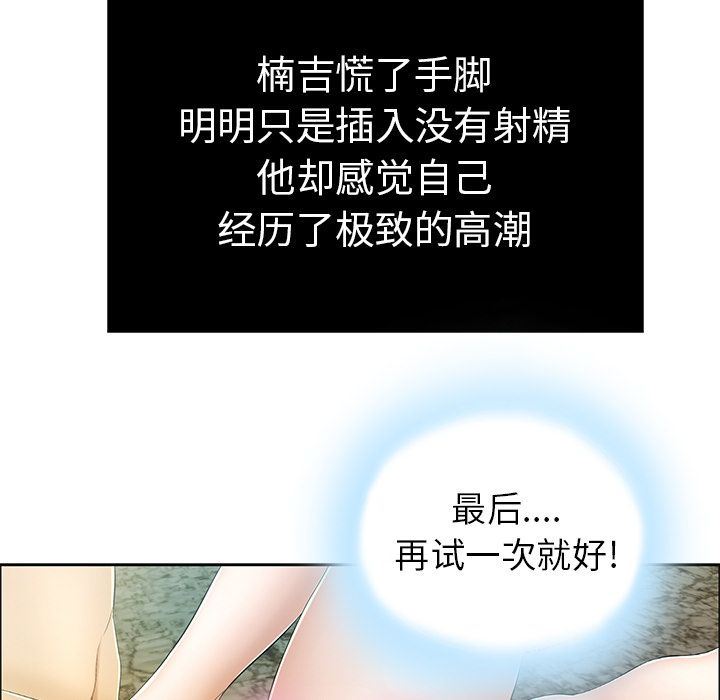 楠吉慌了手脚
明明只是插入没有射精
他却感觉自己
经历了极致的高潮
最后....
再试一次就好!